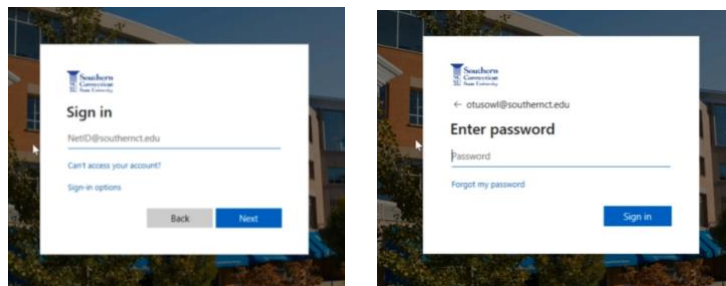 Southern
Connecticut
State University
Sign in
NetID@southernct.edu
Can't access your account?
Sign-in options
Back
Next
Southern
Connecticut
State University
← otusowl@southernct.edu
Enter password
Password
Forgot my password
Sign in